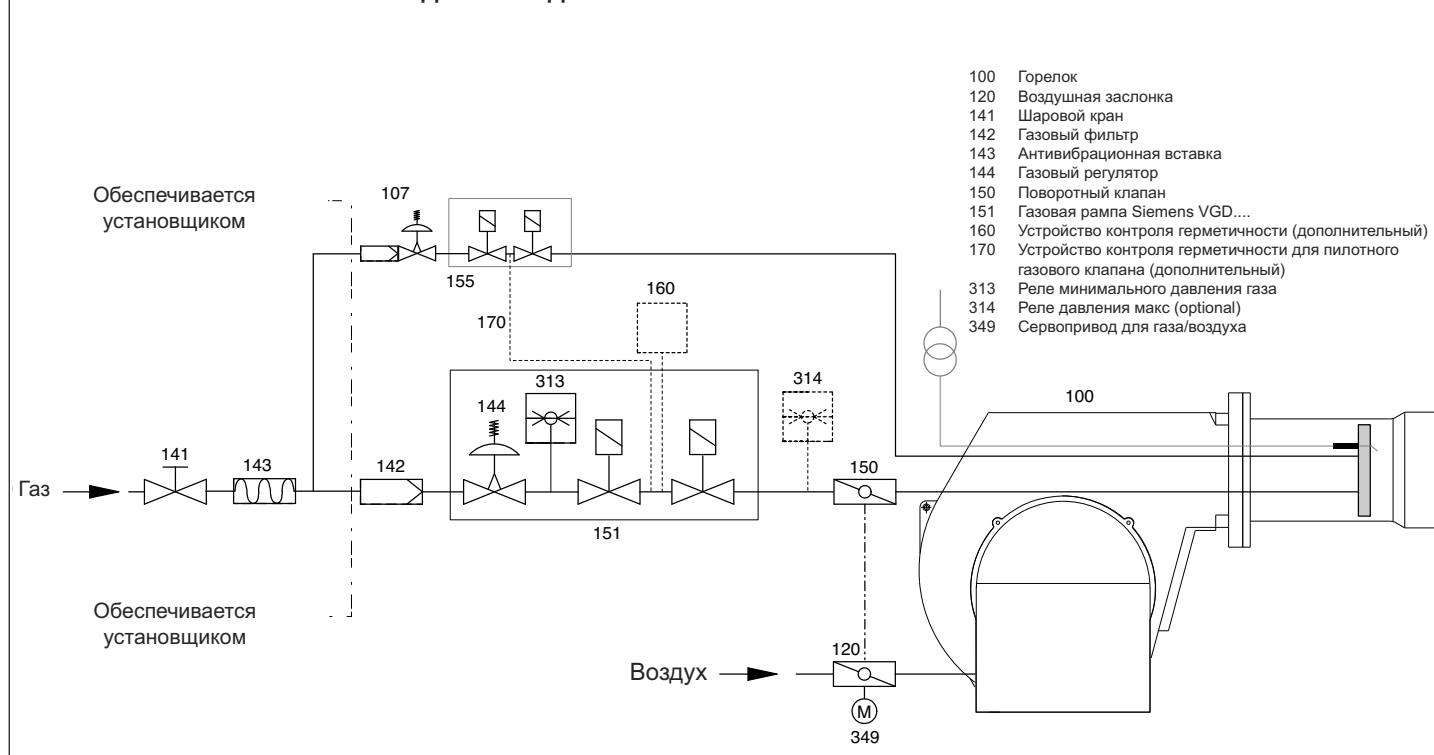 100 Горелок
120 Воздушная заслонка
141 Шаровой кран
142 Газовый фильтр
143 Антивибрационная вставка
144 Газовый регулятор
150 Поворотный клапан
151 Газовая рампа Siemens VGD....
160 Устройство контроля герметичности (дополнительный)
170 Устройство контроля герметичности для пилотного
газового клапана (дополнительный)
313 Реле минимального давления газа
314 Реле давления макс (optional)
349 Сервопривод для газа/воздуха
Обеспечивается
установщиком
107
155
160
170
313
314
144
100
141
143
142
150
Газ
151
Обеспечивается
установщиком
120
Воздух
M
349